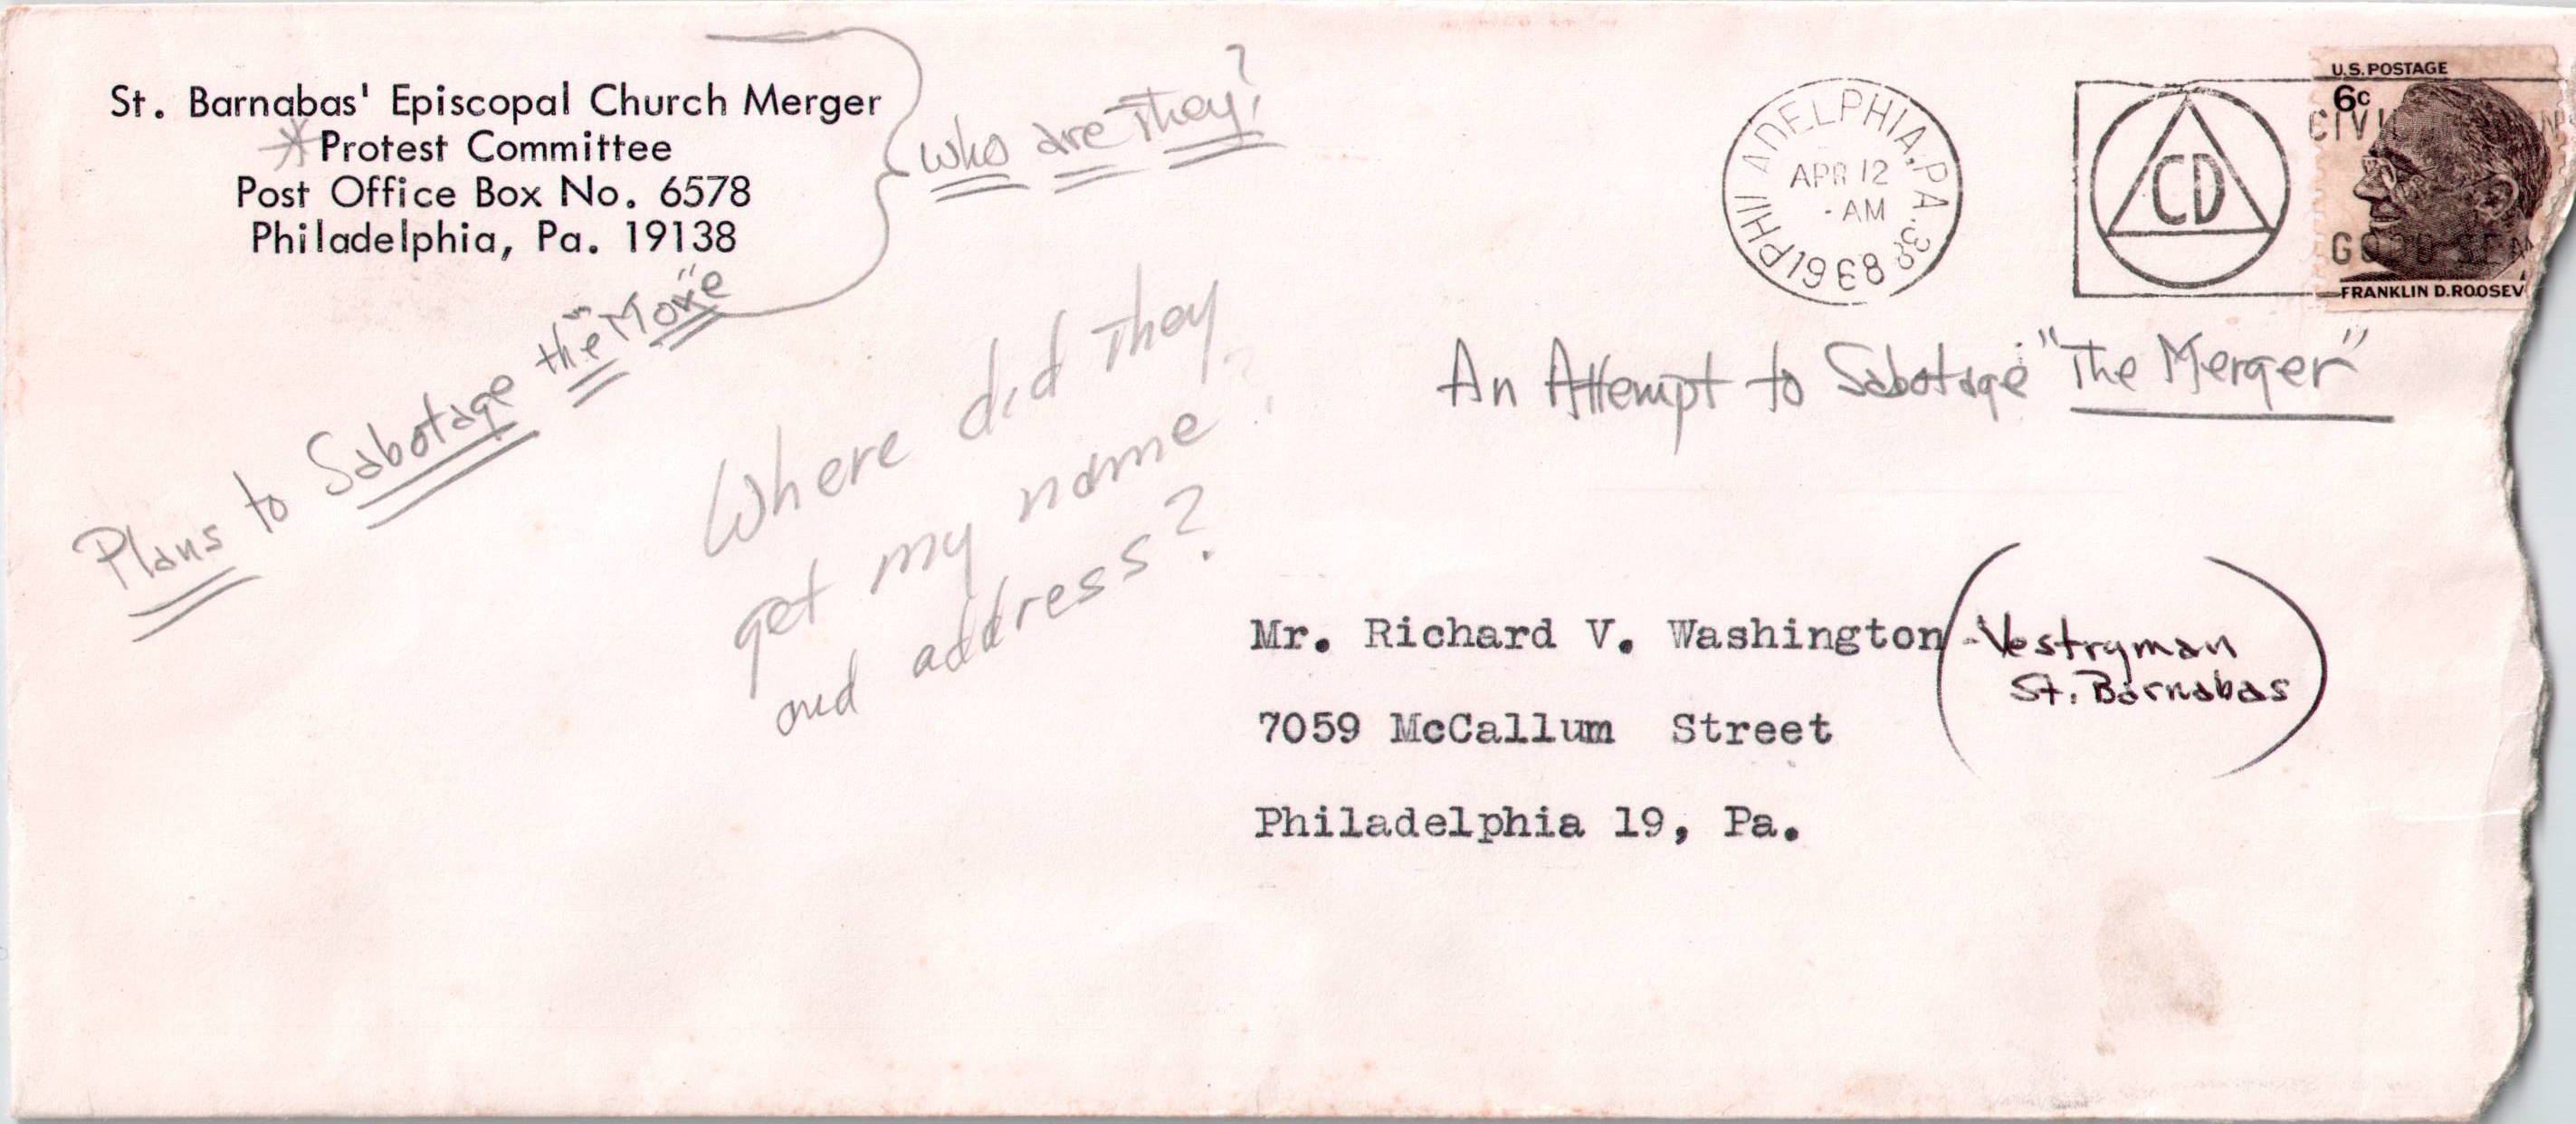 St. Barnabas' Episcopal Church Merger
*Protest Committee
Post Office Box No. 6578
Philadelphia, Pa. 19138
Who are They?
?
Plans to Sabotage the "Move"
Where did They
get my name ?
and address?
PHILADELPHIA, PA.
APR 12
-AM
1968
CD
U.S. POSTAGE
6c
CIVI
GOOD SE
FRANKLIN D. ROOSEV
An Attempt to Sabotage "The Merger"
Mr. Richard V. Washington (-Vestryman
St. Barnabas)
7059 McCallum Street
Philadelphia 19, Pa.